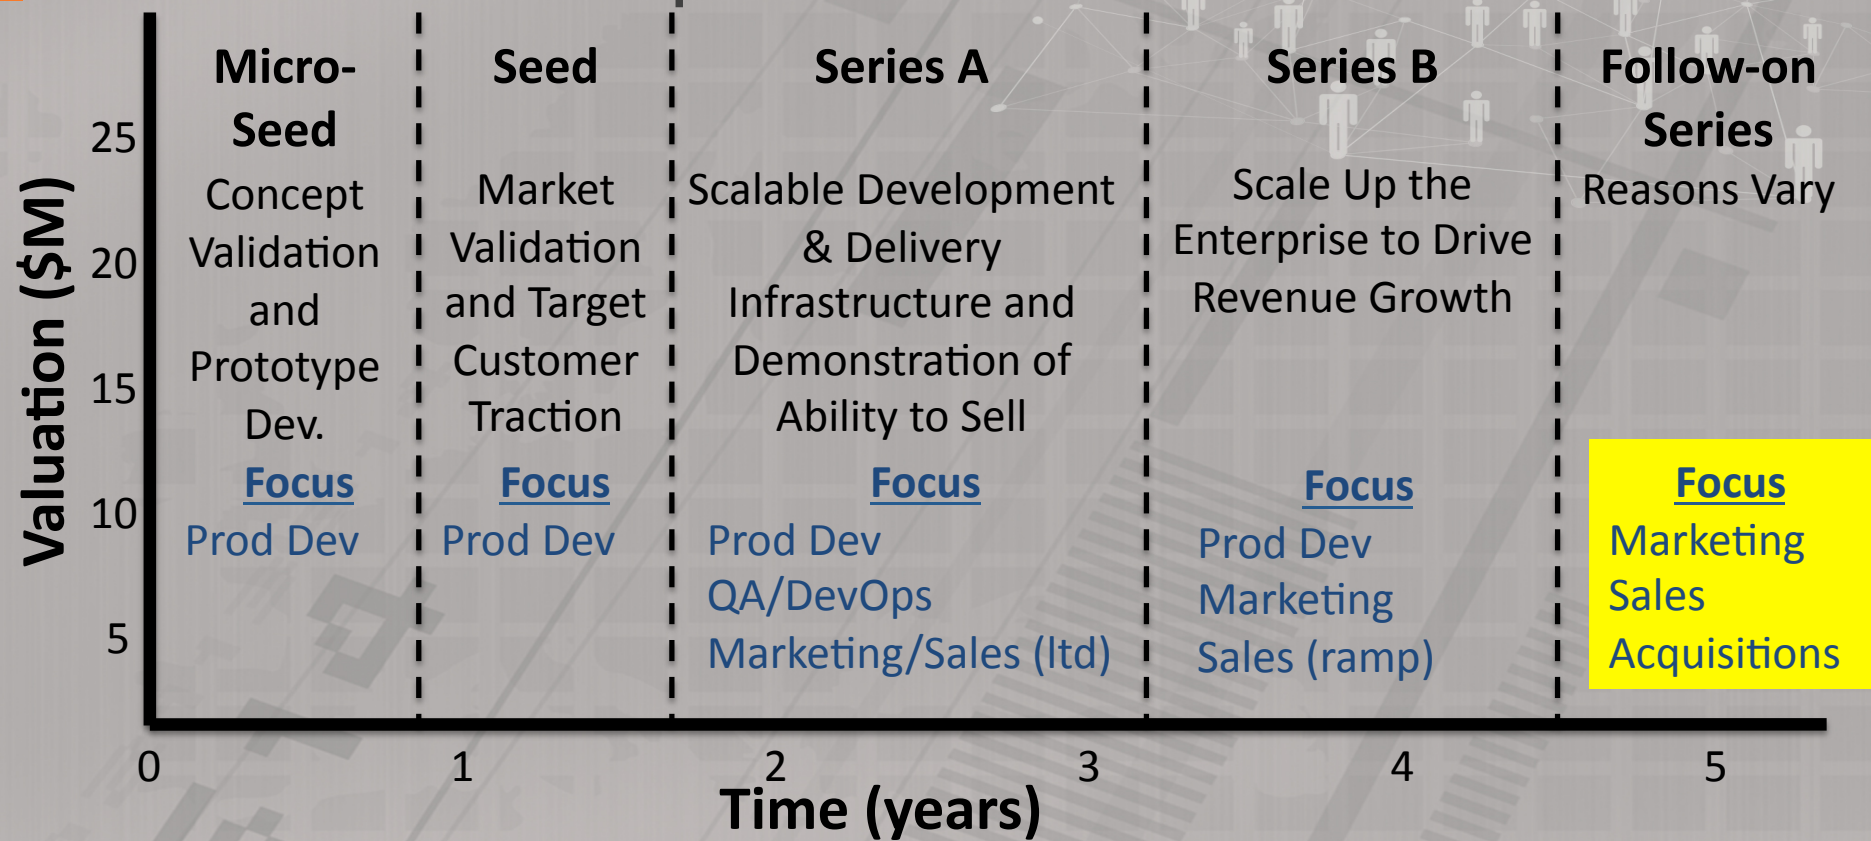 Micro-
Seed
Concept
Validation
and
Prototype
Dev.
Focus
Prod Dev
Seed
Market
Validation
and Target
Customer
Traction
Focus
Prod Dev
Series A
Scalable Development
& Delivery
Infrastructure and
Demonstration of
Ability to Sell
Focus
Prod Dev
QA/DevOps
Marketing/Sales (ltd)
Series B
Scale Up the
Enterprise to Drive
Revenue Growth
Focus
Prod Dev
Marketing
Sales (ramp)
Follow-on
Series
Reasons Vary
Focus
Marketing
Sales
Acquisitions
Valuation ($M)
25
20
15
10
5
0 1 2 3 4 5
Time (years)